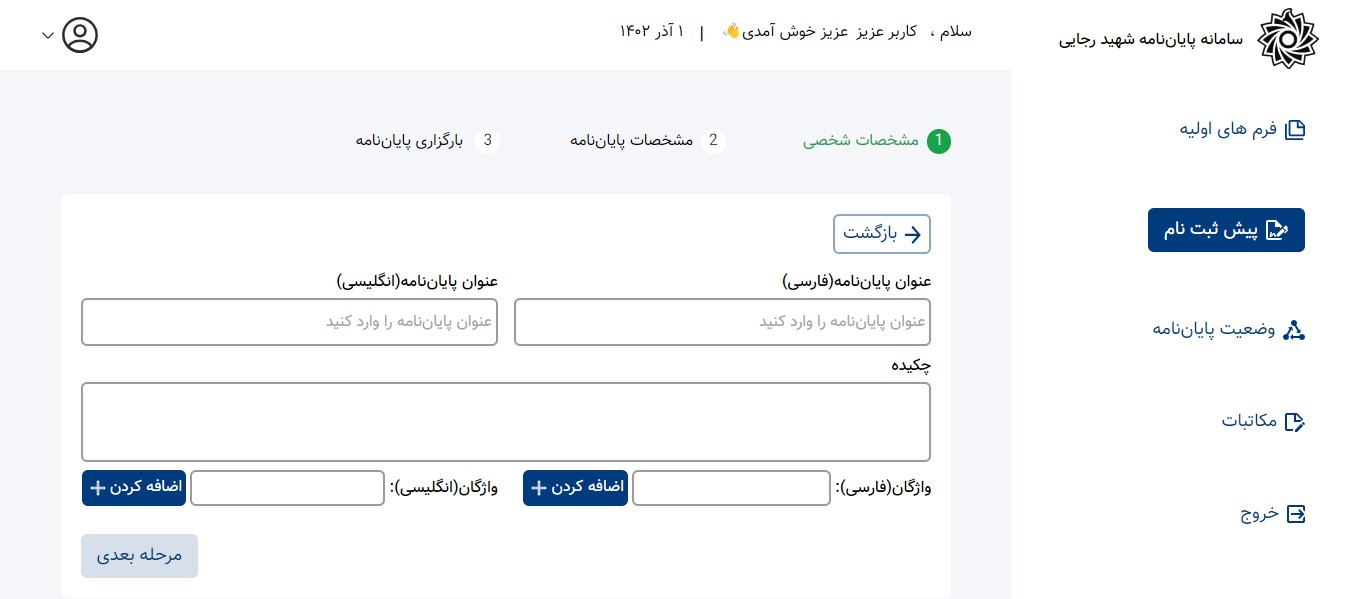 سامانه پایان‌نامه شهید رجایی
سلام ، کاربر عزیز عزیز خوش آمدی👋 | ۱ آذر ۱۴۰۲
فرم های اولیه
پیش ثبت نام
وضعیت پایان‌نامه
مکاتبات
خروج
1 مشخصات شخصی 2 مشخصات پایان‌نامه 3 بارگزاری پایان‌نامه
بازگشت
عنوان پایان‌نامه(فارسی) عنوان پایان‌نامه(انگلیسی)
عنوان پایان‌نامه را وارد کنید عنوان پایان‌نامه را وارد کنید
چکیده
واژگان(فارسی): اضافه کردن + واژگان(انگلیسی): اضافه کردن +
مرحله بعدی